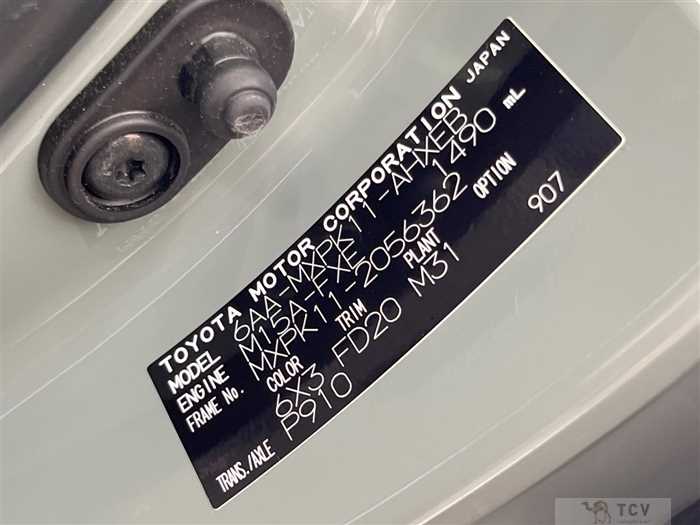 TOYOTA MOTOR CORPORATION JAPAN
MODEL 6AA-MXPK11-AHXEB
ENGINE M15A-FXE 1490 mL
FRAME No. MXPK11-2056362
COLOR TRIM PLANT OPTION
6X3 FD20 M31 907
TRANS./AXLE P910
TCV